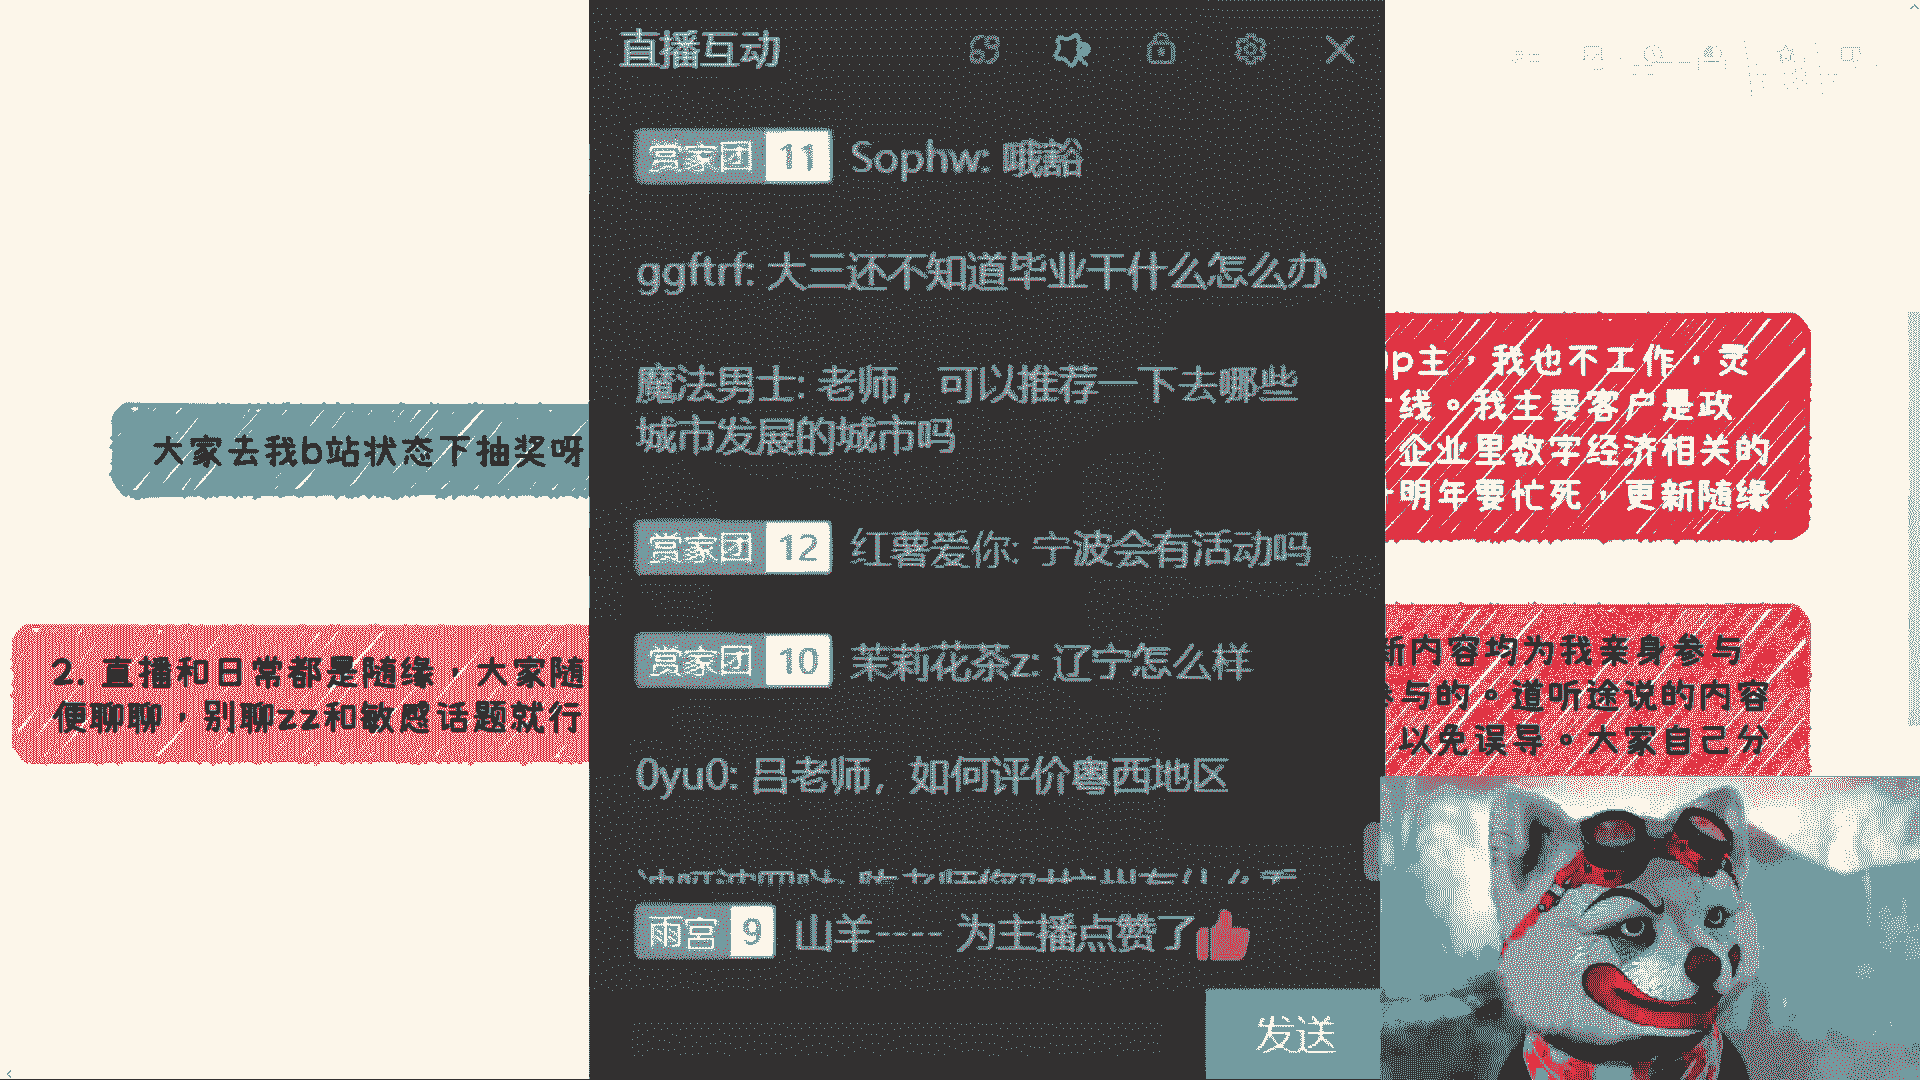 直播互动
赏家团 11 Sophw: 哦豁
ggftrf: 大三还不知道毕业干什么怎么办
魔法男士: 老师，可以推荐一下去哪些
城市发展的城市吗
赏家团 12 红薯爱你: 宁波会有活动吗
赏家团 10 茉莉花茶z: 辽宁怎么样
0yu0: 吕老师，如何评价粤西地区
雨宫 9 山羊---- 为主播点赞了
发送
大家去我b站状态下抽奖呀
2. 直播和日常都是随缘，大家随
便聊聊，别聊zz和敏感话题就行
p主，我也不工作，灵
线。我主要客户是政
企业里数字经济相关的
明年要忙死，更新随缘
新内容均为我亲身参与
参与的。道听途说的内容
以免误导。大家自己分